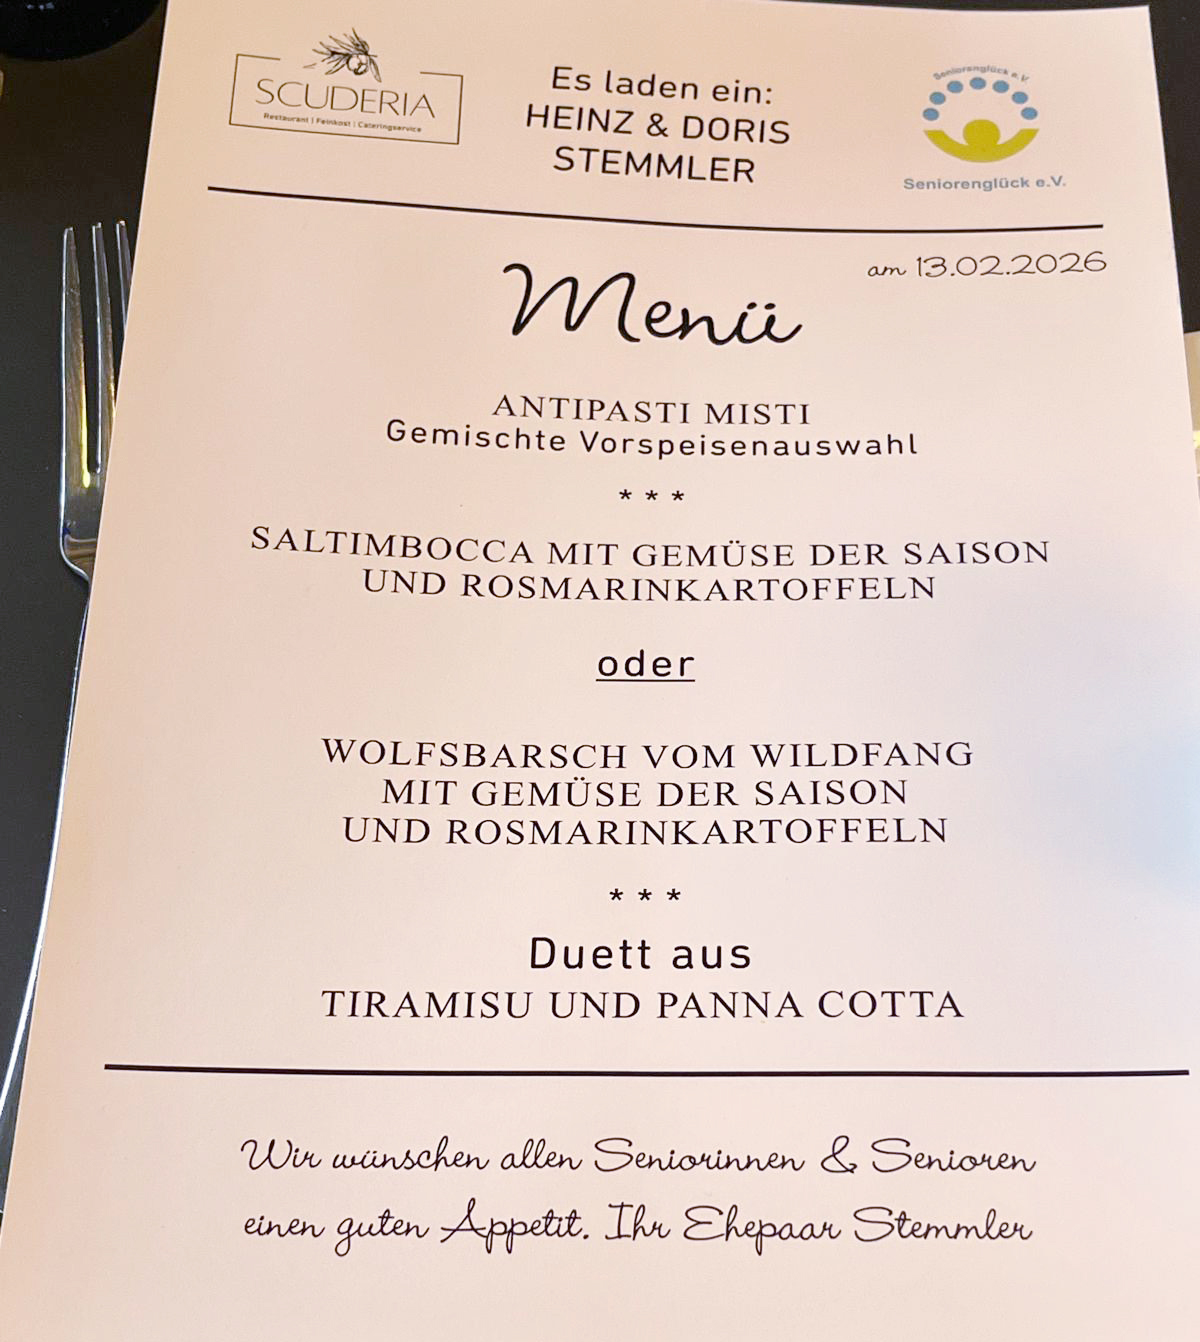 SCUDERIA
Restaurant | Feinkost | Cateringservice
Es laden ein:
HEINZ & DORIS
STEMMLER
Seniorenglück e.V.
Seniorenglück e.V.
am 13.02.2026
Menü
ANTIPASTI MISTI
Gemischte Vorspeisenauswahl
* * *
SALTIMBOCCA MIT GEMÜSE DER SAISON
UND ROSMARINKARTOFFELN
oder
WOLFSBARSCH VOM WILDFANG
MIT GEMÜSE DER SAISON
UND ROSMARINKARTOFFELN
* * *
Duett aus
TIRAMISU UND PANNA COTTA
Wir wünschen allen Seniorinnen & Senioren
einen guten Appetit. Ihr Ehepaar Stemmler